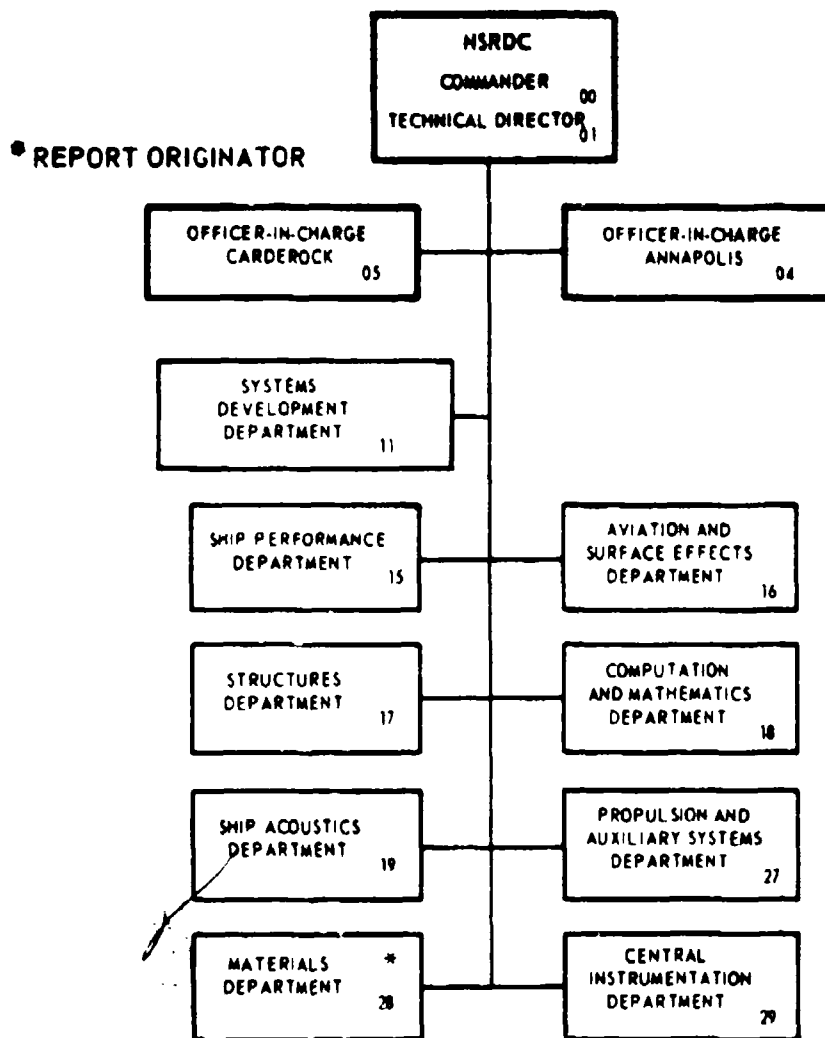 NSRDC
COMMANDER
00
TECHNICAL DIRECTOR
01
* REPORT ORIGINATOR
OFFICER-IN-CHARGE
CARDEROCK
05
OFFICER-IN-CHARGE
ANNAPOLIS
04
SYSTEMS
DEVELOPMENT
DEPARTMENT
11
SHIP PERFORMANCE
DEPARTMENT
15
AVIATION AND
SURFACE EFFECTS
DEPARTMENT
16
STRUCTURES
DEPARTMENT
17
COMPUTATION
AND MATHEMATICS
DEPARTMENT
18
SHIP ACOUSTICS
DEPARTMENT
19
PROPULSION AND
AUXILIARY SYSTEMS
DEPARTMENT
27
MATERIALS *
DEPARTMENT
28
CENTRAL
INSTRUMENTATION
DEPARTMENT
29